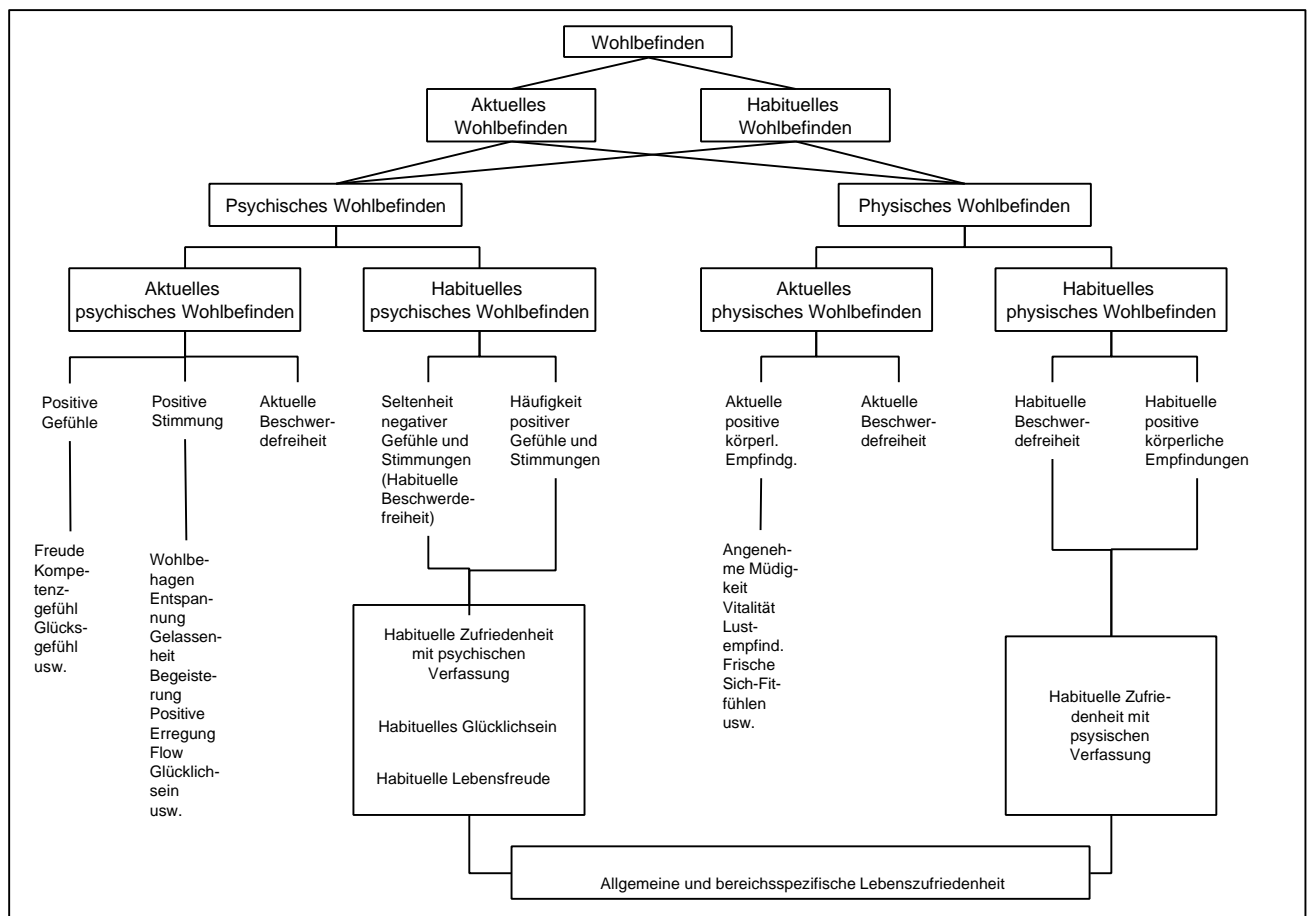 Wohlbefinden
Aktuelles
Wohlbefinden
Habituelles
Wohlbefinden
Psychisches Wohlbefinden
Physisches Wohlbefinden
Aktuelles
psychisches Wohlbefinden
Habituelles
psychisches Wohlbefinden
Aktuelles
physisches Wohlbefinden
Habituelles
physisches Wohlbefinden
Positive
Gefühle
Positive
Stimmung
Aktuelle
Beschwer-
defreiheit
Seltenheit
negativer
Gefühle und
Stimmungen
(Habituelle
Beschwerde-
freiheit)
Häufigkeit
positiver
Gefühle und
Stimmungen
Aktuelle
positive
körperl.
Empfindg.
Aktuelle
Beschwer-
defreiheit
Habituelle
Beschwer-
defreiheit
Habituelle
positive
körperliche
Empfindungen
Freude
Kompe-
tenz-
gefühl
Glücks-
gefühl
usw.
Wohlbe-
hagen
Entspan-
nung
Gelassen-
heit
Begeiste-
rung
Positive
Erregung
Flow
Glücklich-
sein
usw.
Habituelle Zufriedenheit
mit psychischen
Verfassung
Habituelles Glücklichsein
Habituelle Lebensfreude
Angeneh-
me Müdig-
keit
Vitalität
Lust-
empfind.
Frische
Sich-Fit-
fühlen
usw.
Habituelle Zufrie-
denheit mit
psysischen
Verfassung
Allgemeine und bereichsspezifische Lebenszufriedenheit